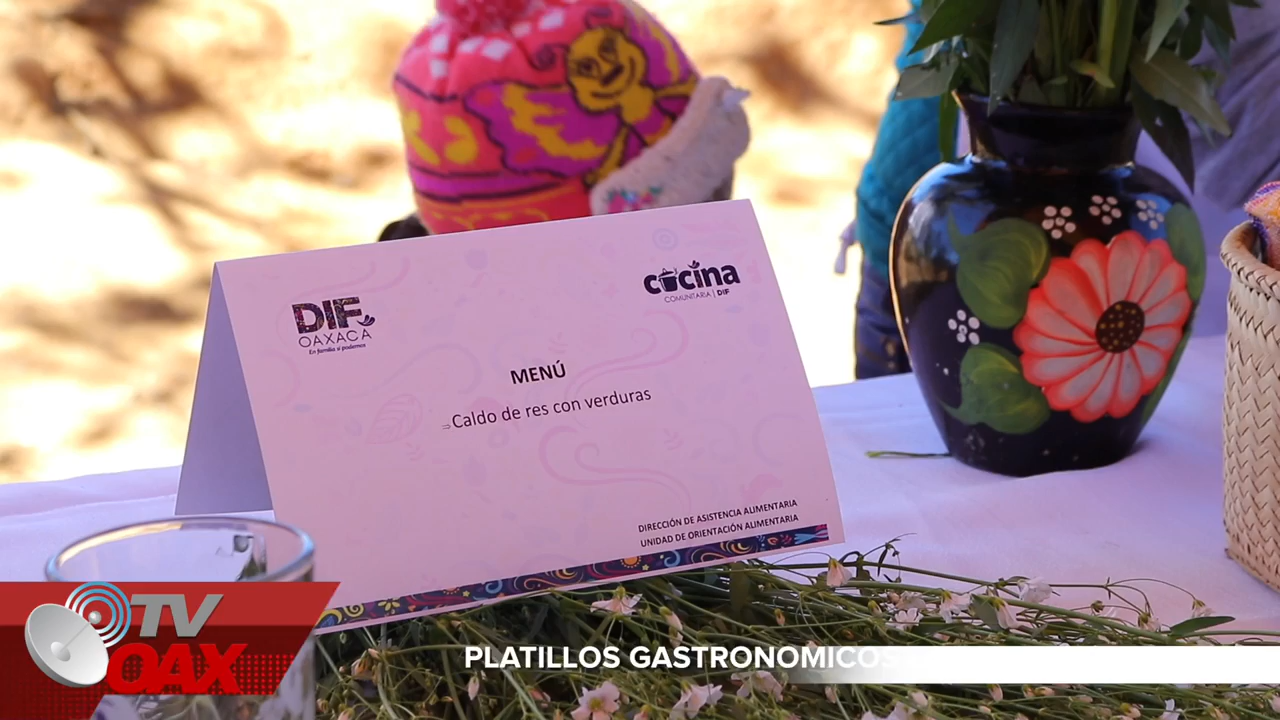 DIF
OAXACA
En familia sí podemos
cocina
COMUNITARIA | DIF
MENÚ
⇒Caldo de res con verduras
DIRECCIÓN DE ASISTENCIA ALIMENTARIA
UNIDAD DE ORIENTACIÓN ALIMENTARIA
TV
OAX
PLATILLOS GASTRONOMICOS